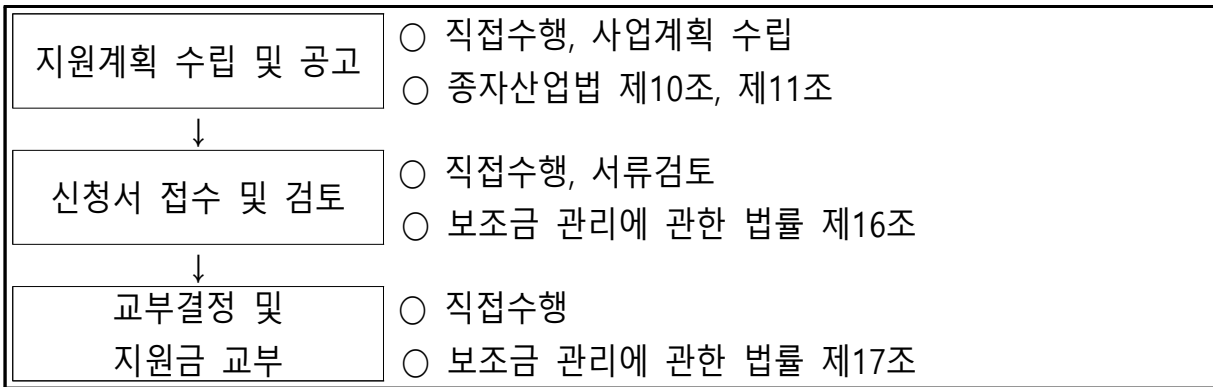 지원계획 수립 및 공고
○ 직접수행, 사업계획 수립
○ 종자산업법 제10조, 제11조
↓
신청서 접수 및 검토
○ 직접수행, 서류검토
○ 보조금 관리에 관한 법률 제16조
↓
교부결정 및
지원금 교부
○ 직접수행
○ 보조금 관리에 관한 법률 제17조